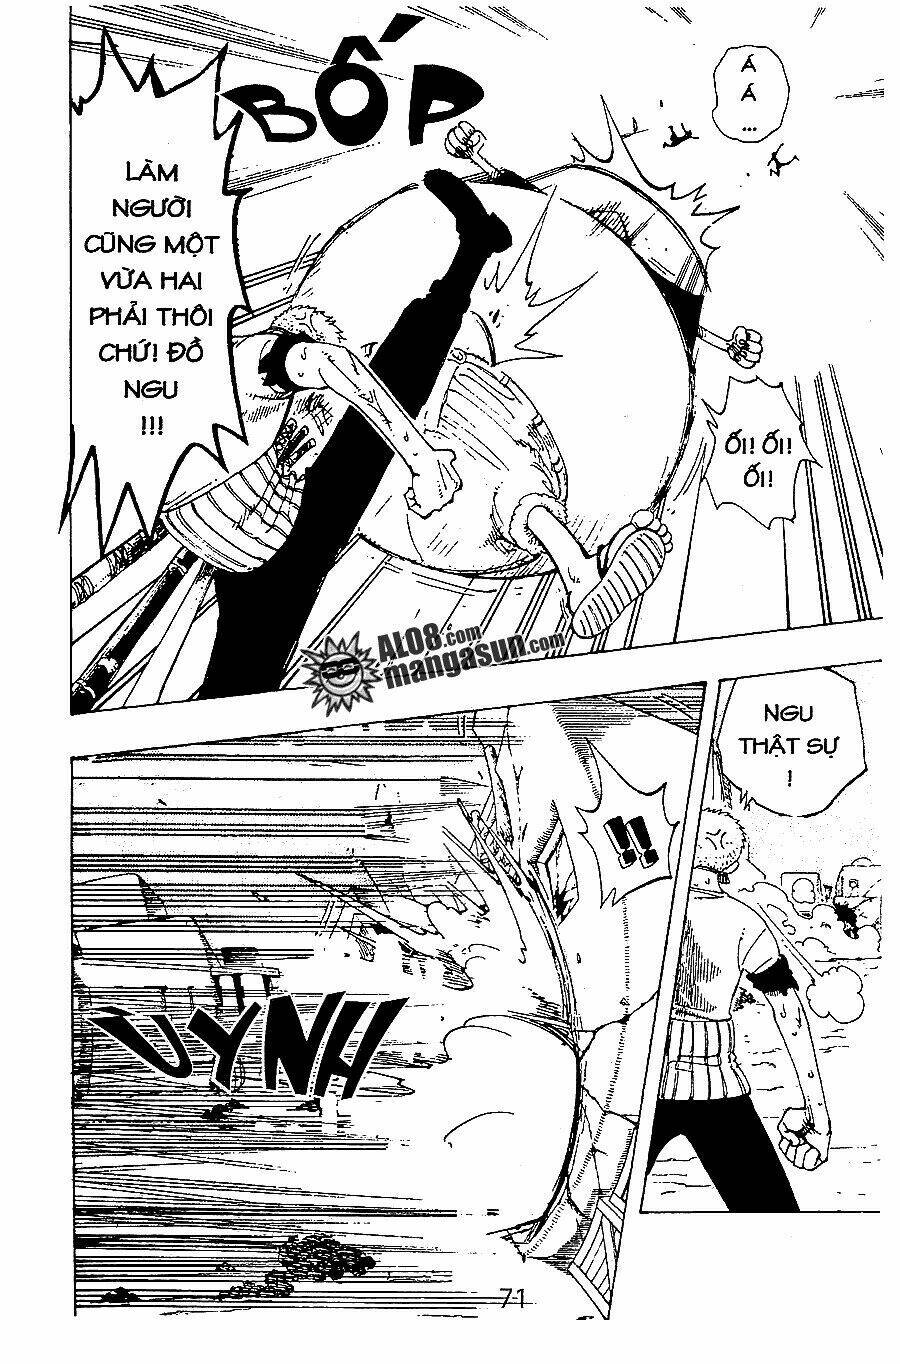 BỐP
Á
Á
...
LÀM
NGƯỜI
CŨNG MỘT
VỪA HAI
PHẢI THÔI
CHỨ! ĐỒ
NGU
!!!
ỐI! ỐI!
ỐI!
ALO8.com
mangasun.com
NGU
THẬT SỰ
!
!!
UỲNH
71